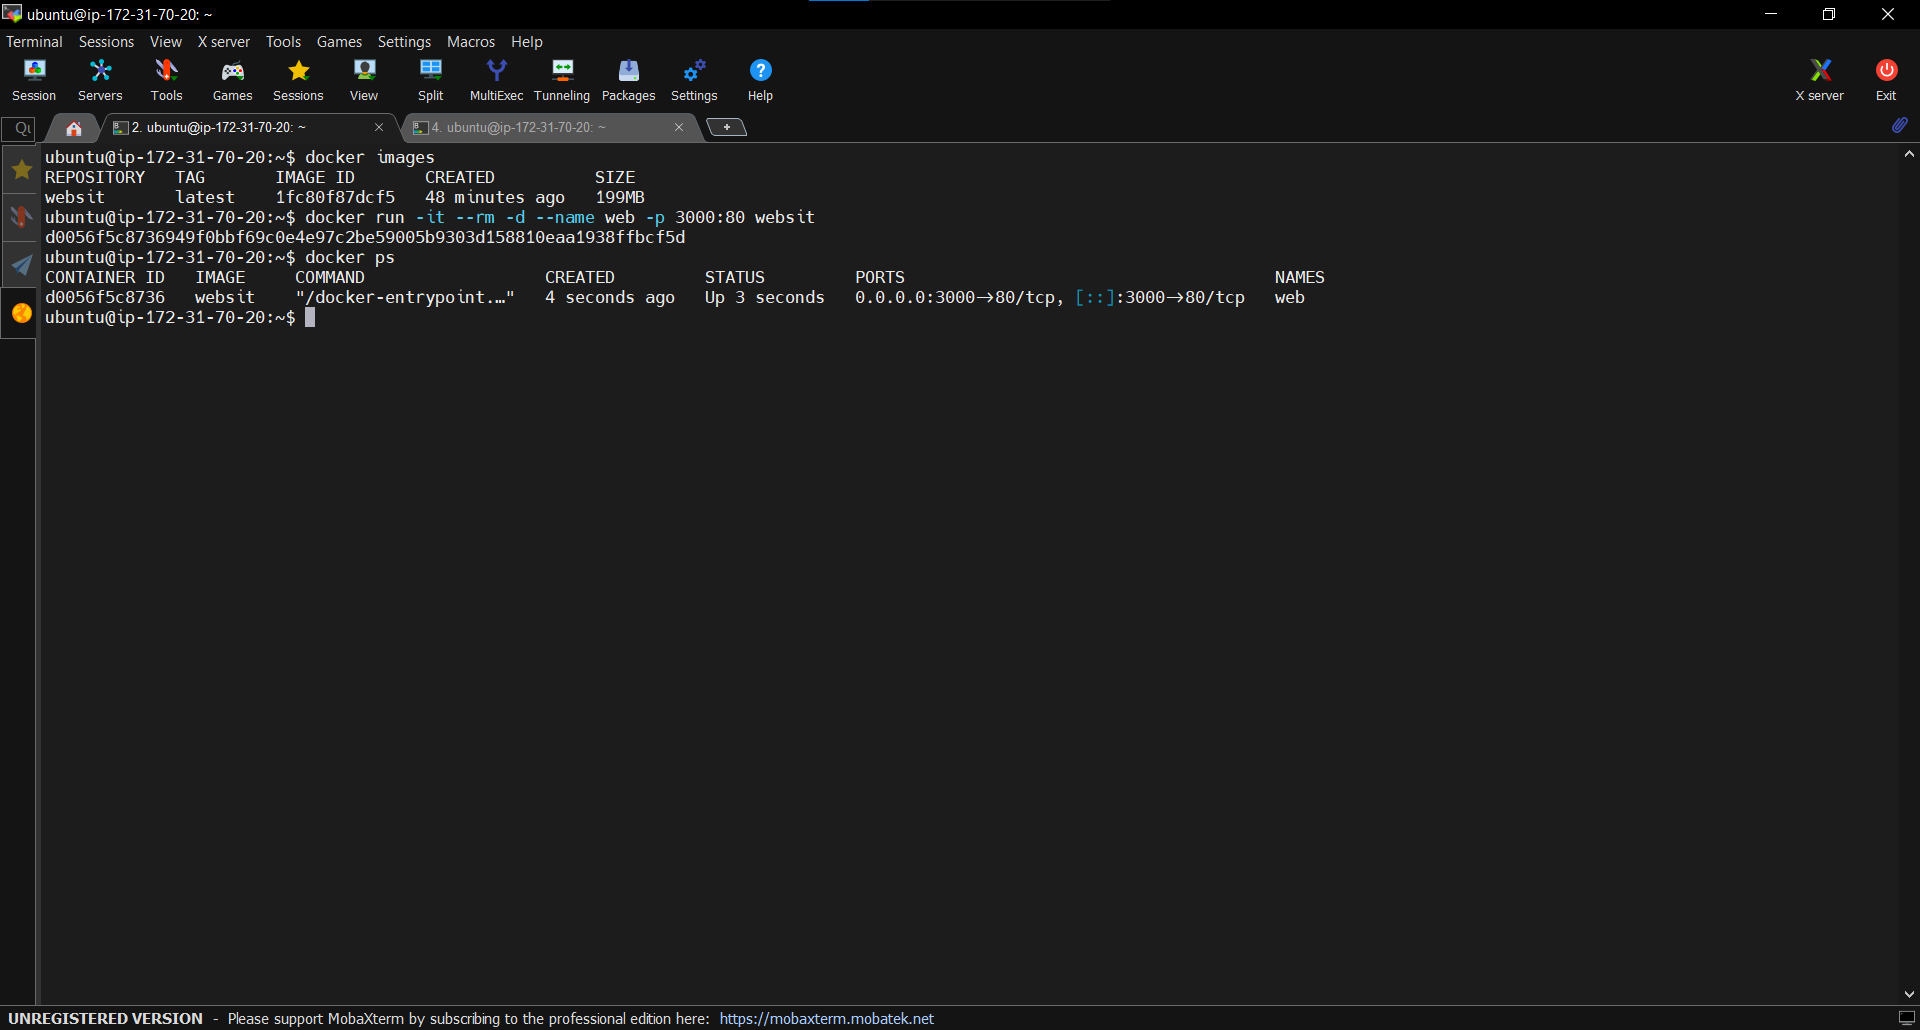 ubuntu@ip-172-31-70-20: ~
Terminal Sessions View X server Tools Games Settings Macros Help
Session Servers Tools Games Sessions View Split MultiExec Tunneling Packages Settings Help X server Exit
2. ubuntu@ip-172-31-70-20: ~ 4. ubuntu@ip-172-31-70-20: ~
ubuntu@ip-172-31-70-20:~$ docker images
REPOSITORY TAG IMAGE ID CREATED SIZE
websit latest 1fc80f87dcf5 48 minutes ago 199MB
ubuntu@ip-172-31-70-20:~$ docker run -it --rm -d --name web -p 3000:80 websit
d0056f5c8736949f0bbf69c0e4e97c2be59005b9303d158810eaa1938ffbcf5d
ubuntu@ip-172-31-70-20:~$ docker ps
CONTAINER ID IMAGE COMMAND CREATED STATUS PORTS NAMES
d0056f5c8736 websit "/docker-entrypoint.…" 4 seconds ago Up 3 seconds 0.0.0.0:3000→80/tcp, [::]:3000→80/tcp web
ubuntu@ip-172-31-70-20:~$
UNREGISTERED VERSION - Please support MobaXterm by subscribing to the professional edition here: https://mobaxterm.mobatek.net